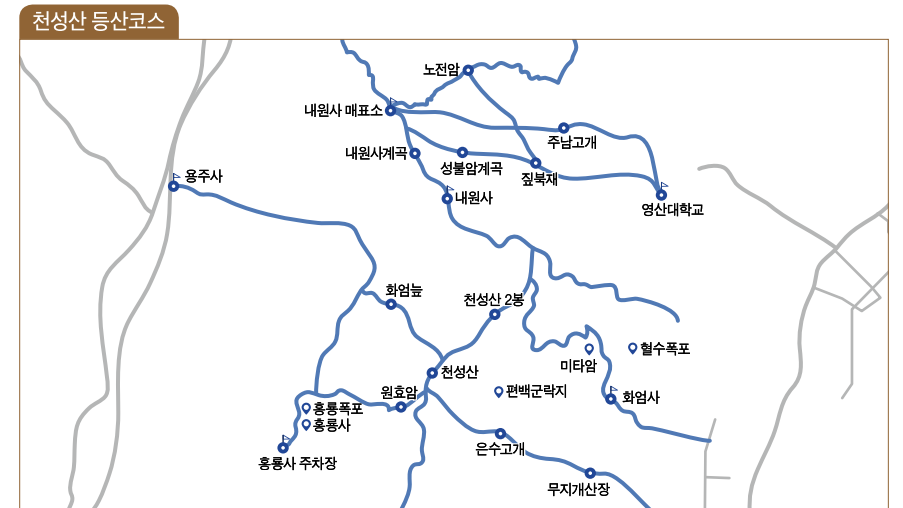 천성산 등산코스
노전암
내원사 매표소
주남고개
내원사계곡
성불암계곡
짚북재
용주사
내원사
영산대학교
화엄늪
천성산 2봉
혈수폭포
미타암
천성산
편백군락지
원효암
화엄사
홍룡폭포
홍룡사
은수고개
홍룡사 주차장
무지개산장